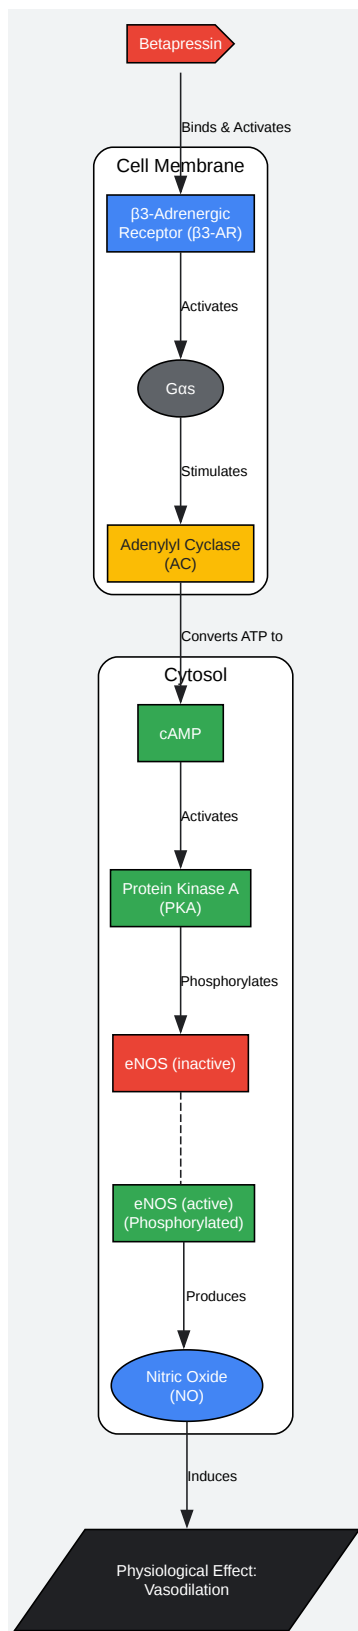 Betapressin
Binds & Activates
Cell Membrane
β3-Adrenergic
Receptor (β3-AR)
Activates
Gαs
Stimulates
Adenylyl Cyclase
(AC)
Converts ATP to
Cytosol
cAMP
Activates
Protein Kinase A
(PKA)
Phosphorylates
eNOS (inactive)
eNOS (active)
(Phosphorylated)
Produces
Nitric Oxide
(NO)
Induces
Physiological Effect:
Vasodilation